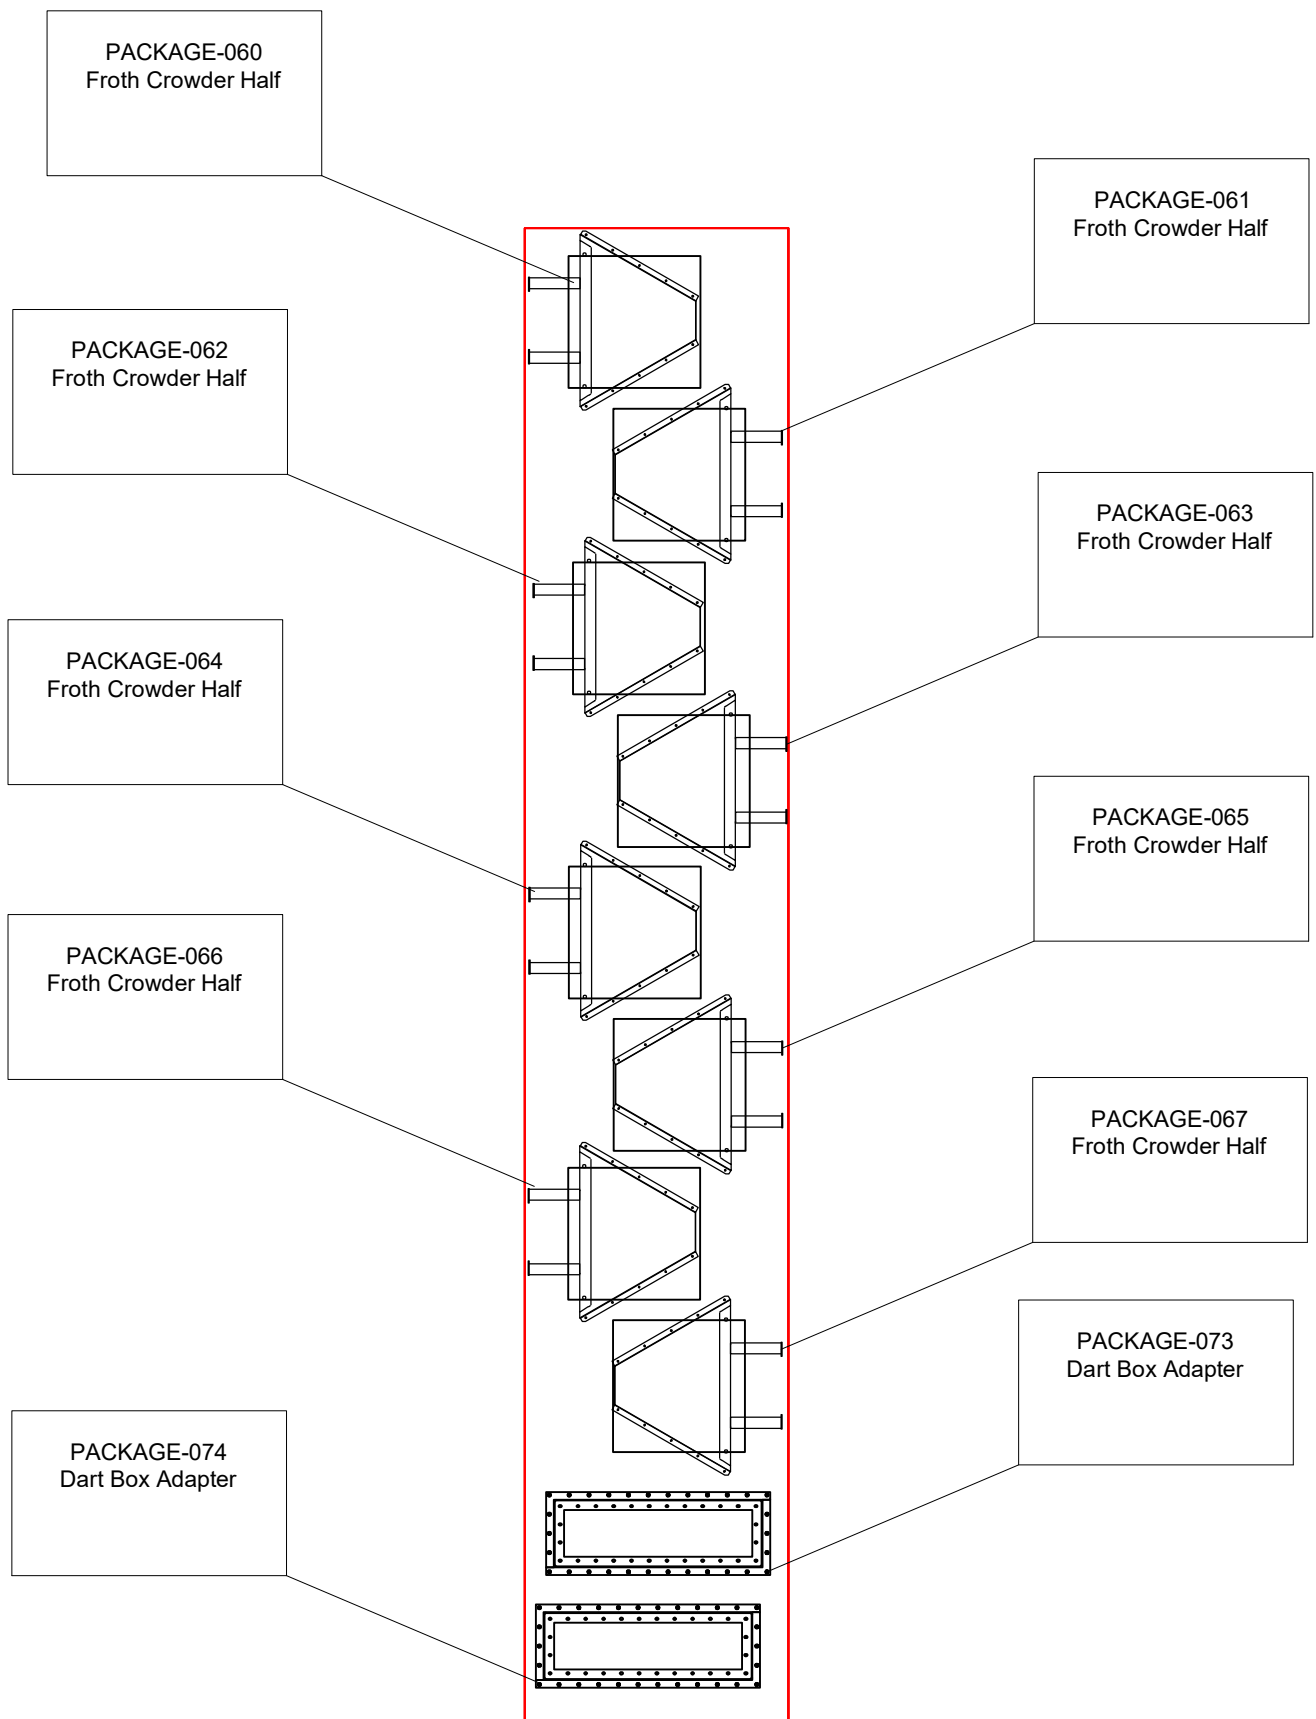 PACKAGE-060
Froth Crowder Half
PACKAGE-061
Froth Crowder Half
PACKAGE-062
Froth Crowder Half
PACKAGE-063
Froth Crowder Half
PACKAGE-064
Froth Crowder Half
PACKAGE-065
Froth Crowder Half
PACKAGE-066
Froth Crowder Half
PACKAGE-067
Froth Crowder Half
PACKAGE-073
Dart Box Adapter
PACKAGE-074
Dart Box Adapter